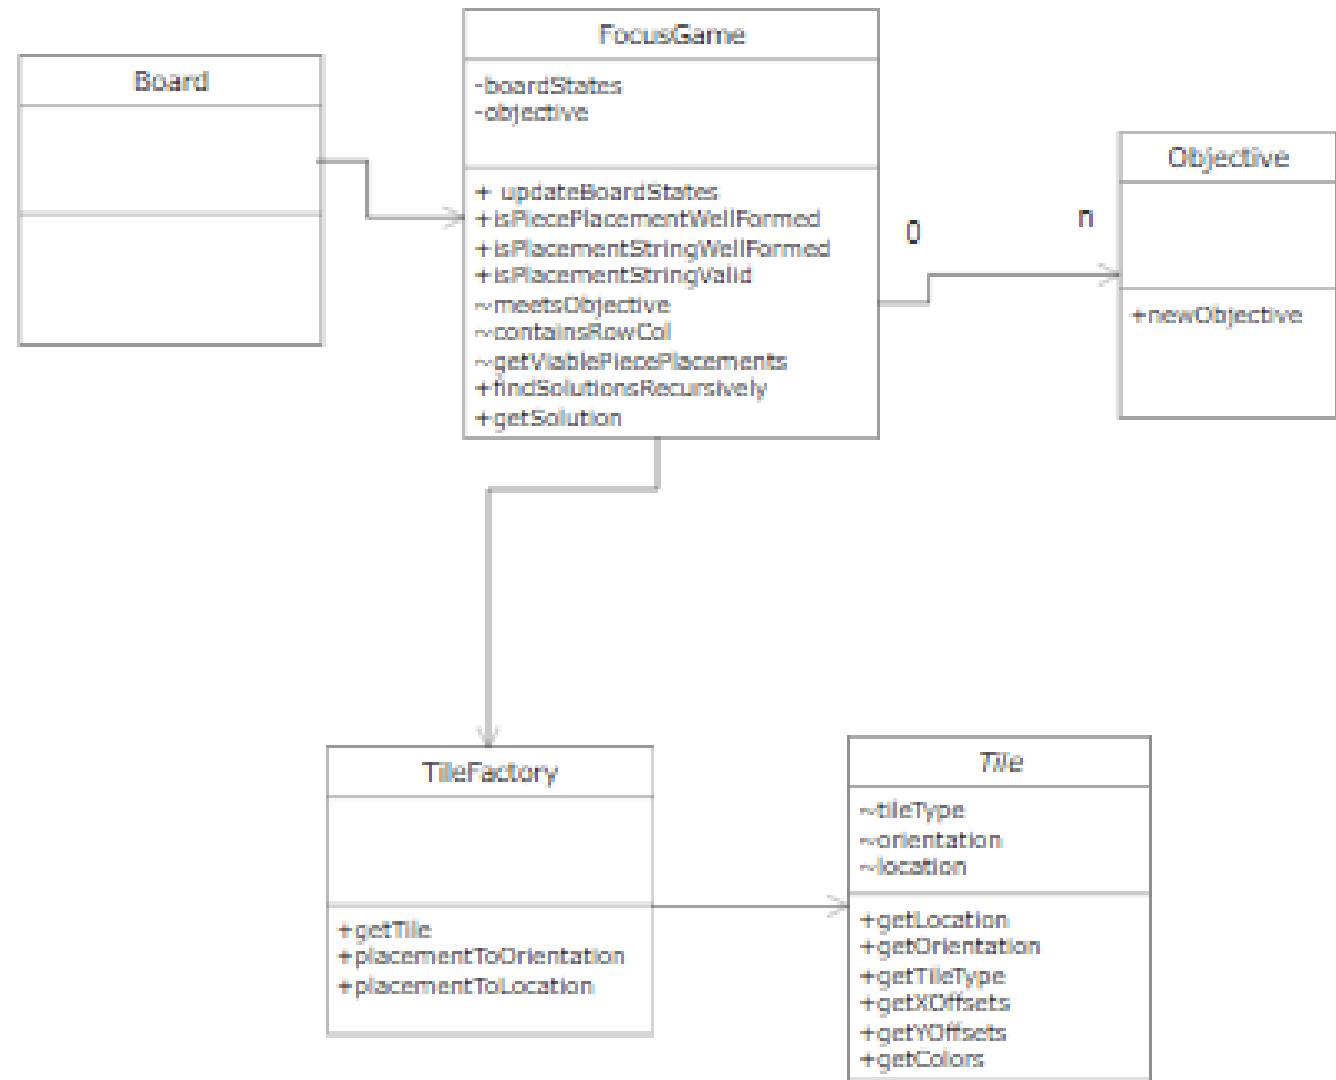 Board
FocusGame
-boardStates
-objective
+ updateBoardStates
+isPiecePlacementWellFormed
+isPlacementStringWellFormed
+isPlacementStringValid
~meetsObjective
~containsRowCol
~getViablePiecePlacements
+findSolutionsRecursively
+getSolution
0
n
Objective
+newObjective
TileFactory
+getTile
+placementToOrientation
+placementToLocation
Tile
~tileType
~orientation
~location
+getLocation
+getOrientation
+getTileType
+getXOffsets
+getYOffsets
+getColors